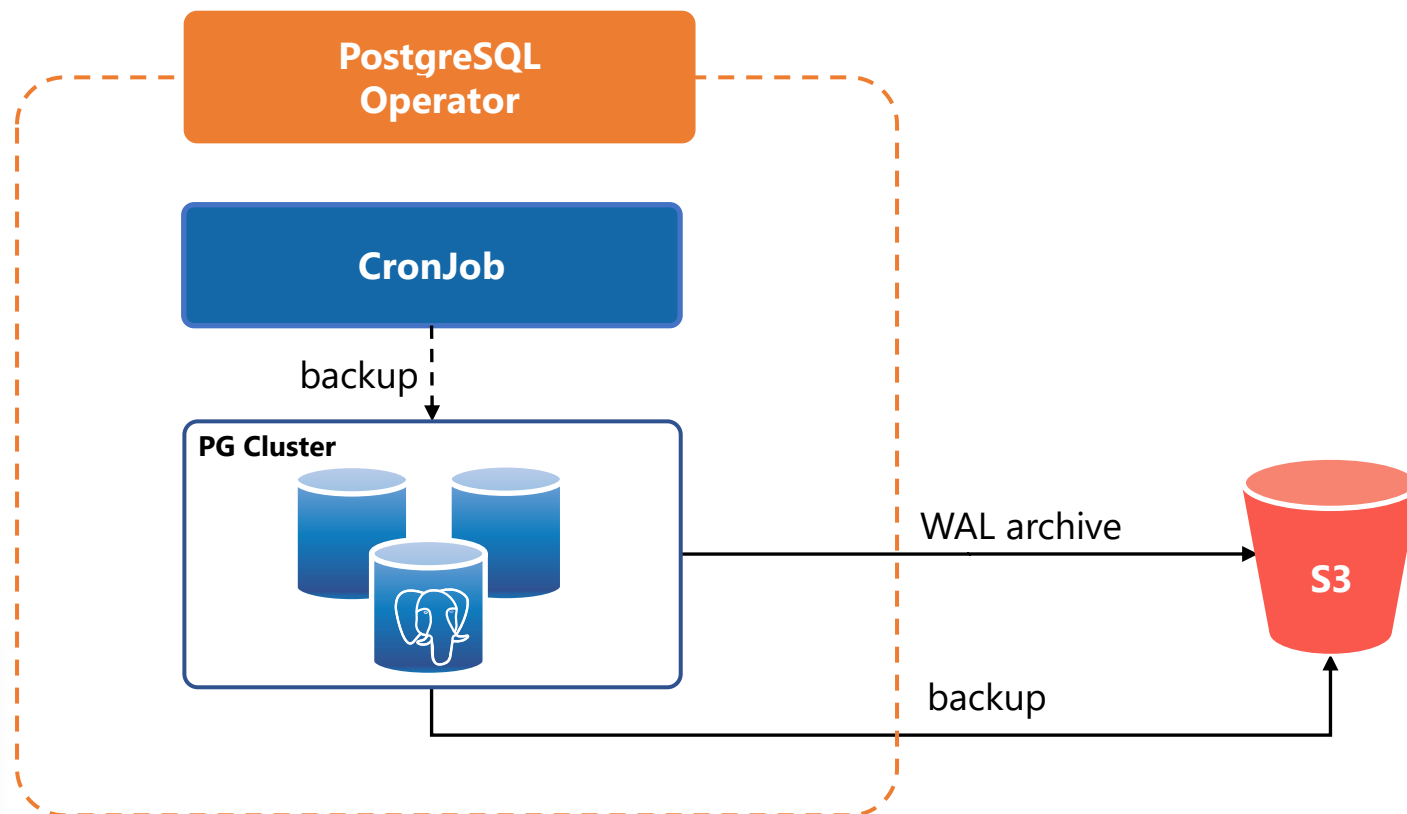 PostgreSQL
Operator
CronJob
backup
PG Cluster
WAL archive
S3
backup